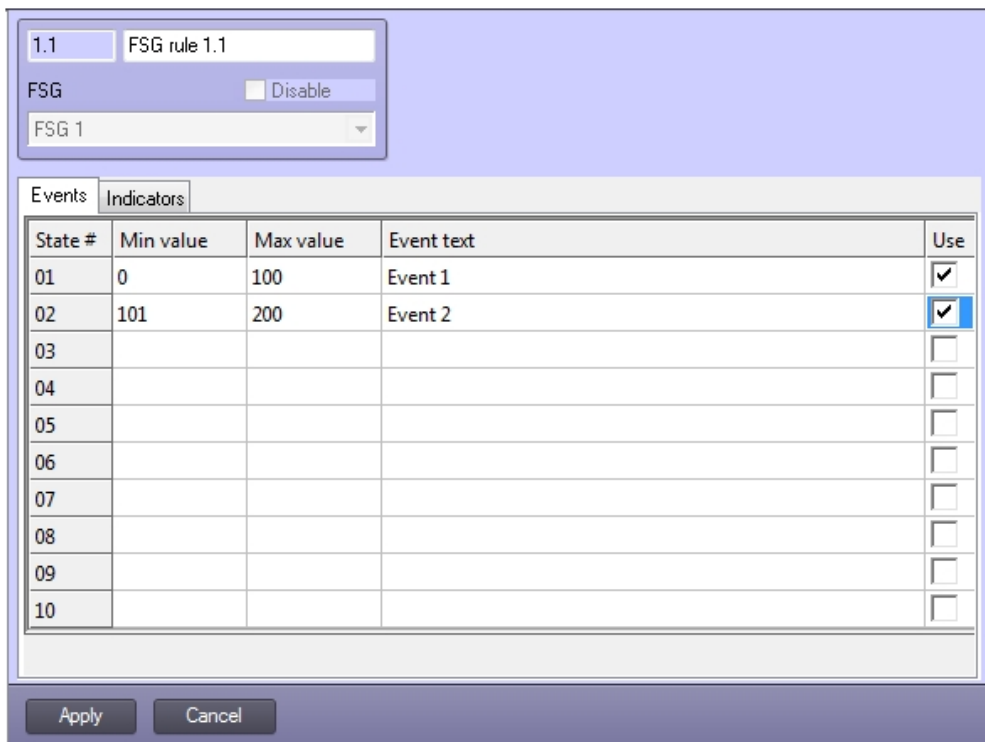 1.1 FSG rule 1.1
FSG Disable
FSG 1
Events Indicators
State # Min value Max value Event text Use
01 0 100 Event 1
02 101 200 Event 2
03
04
05
06
07
08
09
10
Apply Cancel